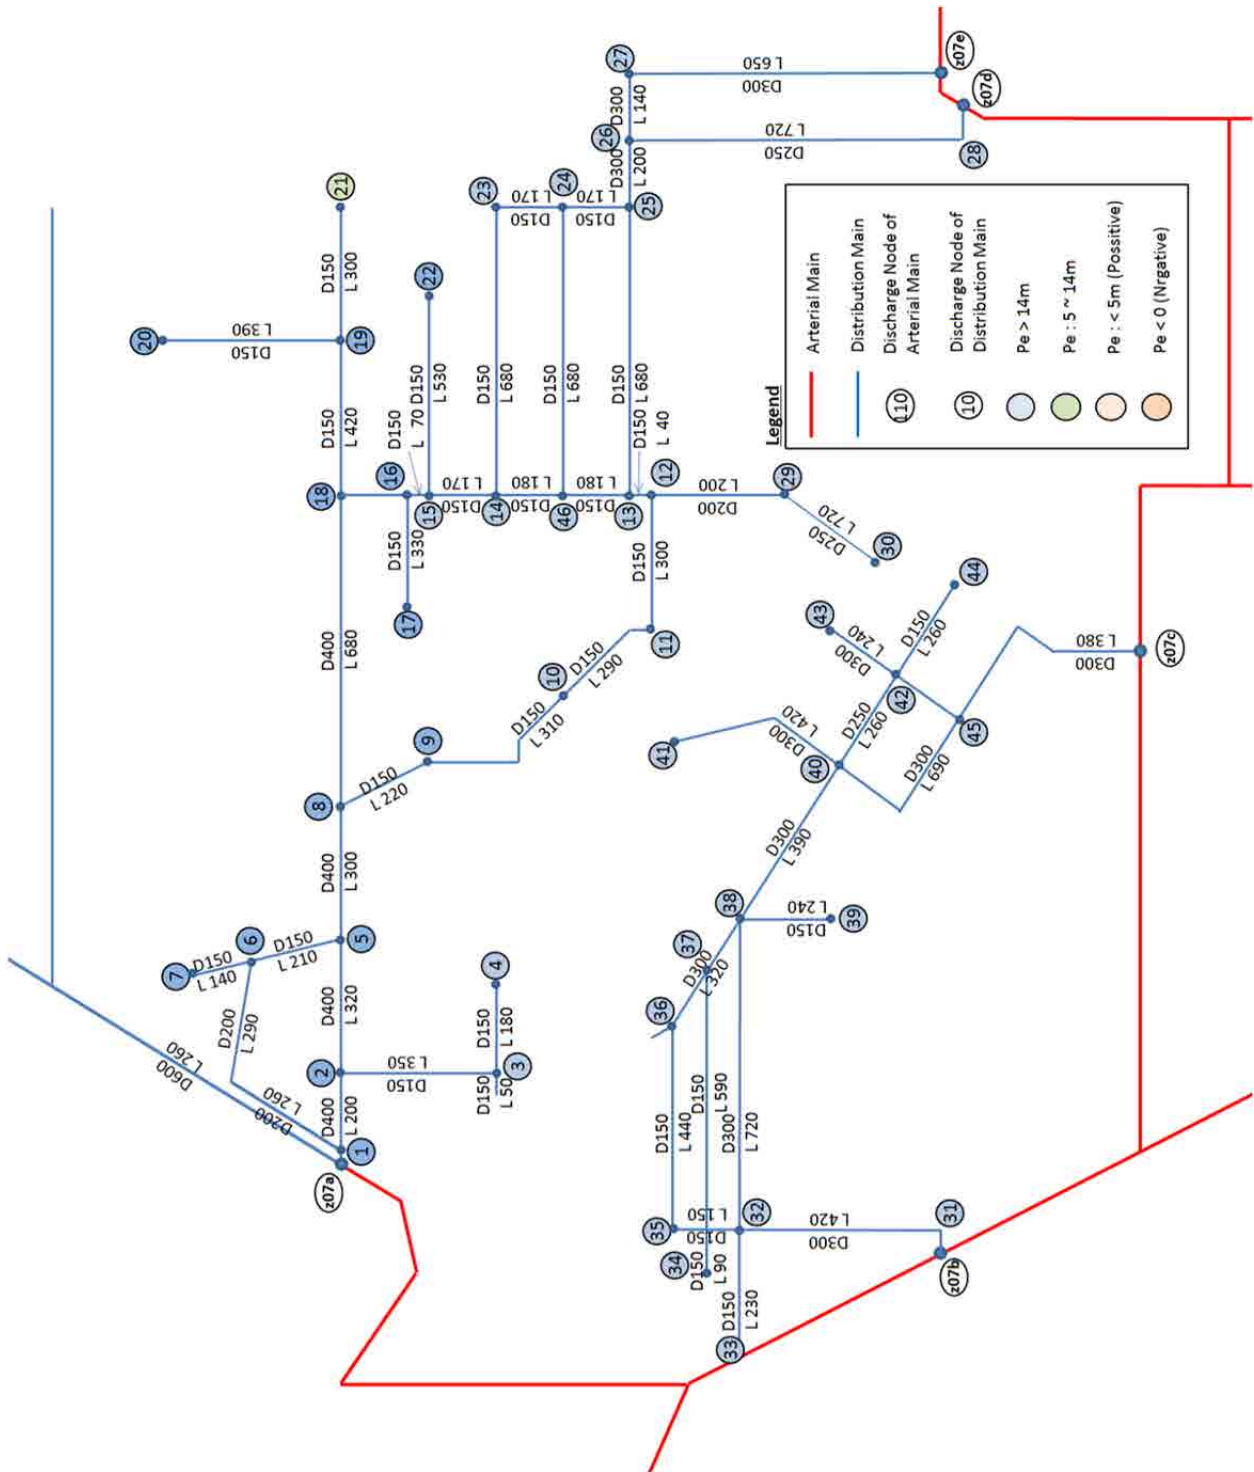 Legend
Arterial Main
Distribution Main
110
Discharge Node of
Arterial Main
10
Discharge Node of
Distribution Main
Pe > 14m
Pe : 5 ~ 14m
Pe : < 5m (Possitive)
Pe < 0 (Nrgative)
20
L 390
D150
7
D150
L 140
6
D150
L 210
D200
L 290
L 260
D600
L 260
D200
z07a
1
D400
L 200
2
D400
L 320
5
D400
L 300
8
D400
L 680
18
D150
L 420
19
D150
L 300
21
L 350
D150
D150
L 50
3
D150
L 180
4
D150
L 220
9
D150
L 310
10
D150
L 290
11
D150
L 300
17
D150
L 330
16
D150
L 70
15
D150
L 530
22
L 170
D150
14
D150
L 680
23
L 180
D150
46
D150
L 680
24
L 170
D150
L 180
D150
13
D150
L 680
L 170
D150
25
D150
L 40
12
D300
L 200
26
D300
L 140
27
L 650
D300
z07e
L 720
D250
28
z07d
L 200
D200
29
L 720
D250
30
35
D150
L 440
36
L 150
D150
34
D150
L 90
D150
L 590
37
D300
L 320
33
D150
L 230
32
D300
L 720
38
L 420
D300
31
z07b
L 240
D150
39
D300
L 390
40
L 420
D300
41
D250
L 260
42
L 240
D300
43
D150
L 260
44
D300
L 690
45
L 380
D300
z07c